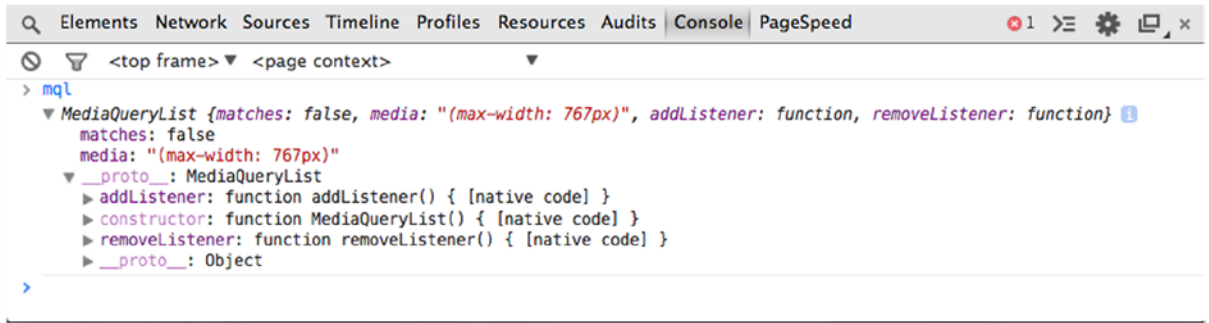 Elements Network Sources Timeline Profiles Resources Audits Console PageSpeed 1
<top frame> <page context>
> mql
MediaQueryList {matches: false, media: "(max-width: 767px)", addListener: function, removeListener: function} i
matches: false
media: "(max-width: 767px)"
__proto__: MediaQueryList
addListener: function addListener() { [native code] }
constructor: function MediaQueryList() { [native code] }
removeListener: function removeListener() { [native code] }
__proto__: Object
>